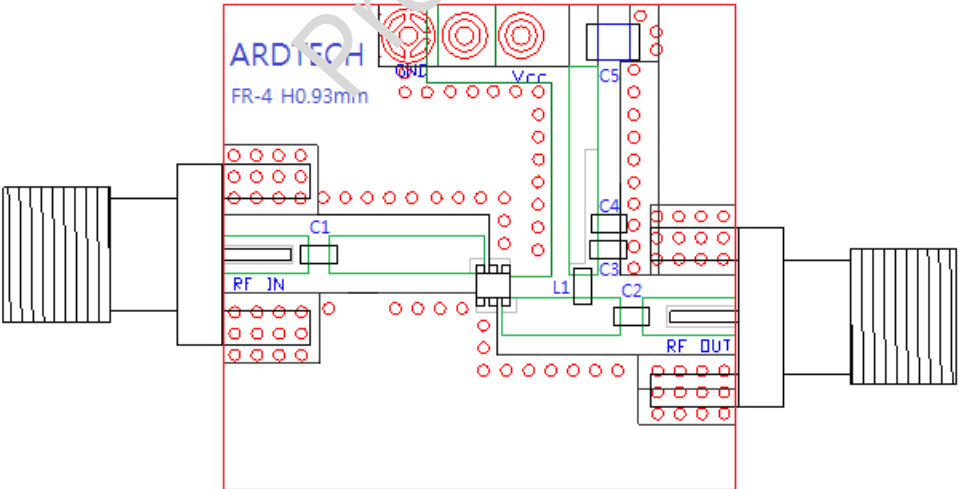 ARDTECH
FR-4 H0.93mm
GND
Vcc
C5
C4
C1
C3
RF IN
L1
C2
RF OUT